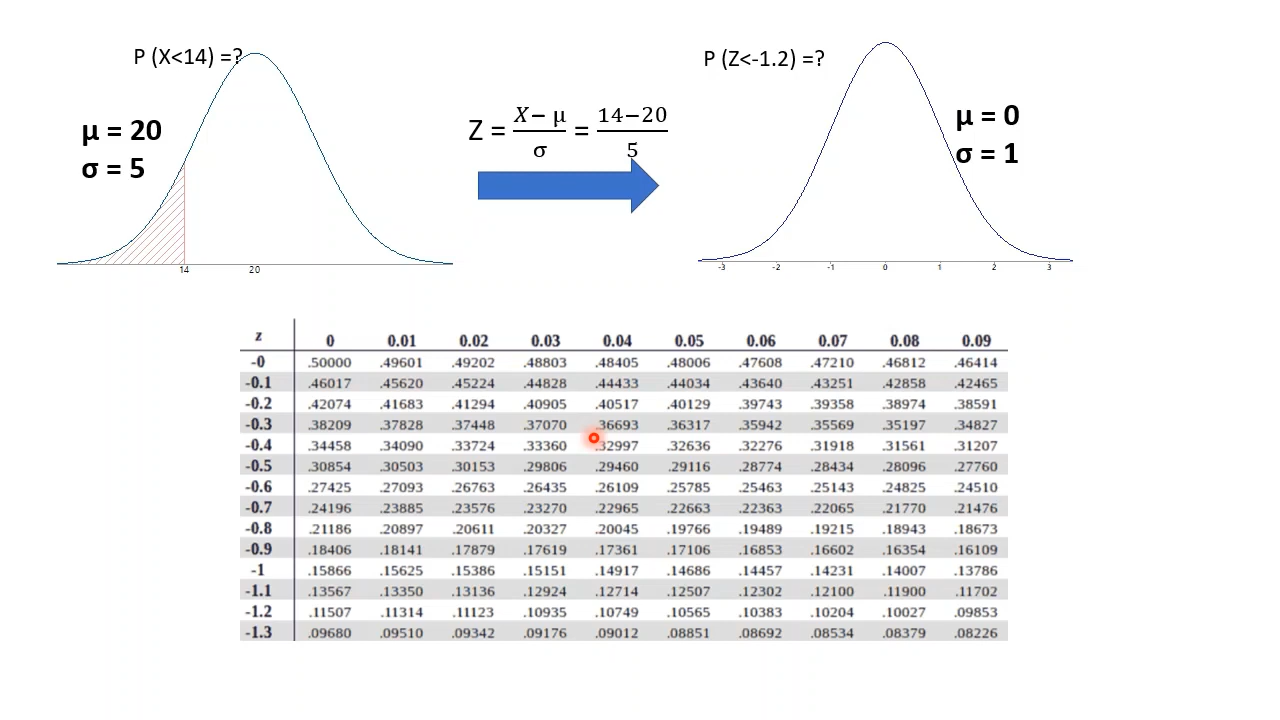 P (X<14) =?
μ = 20
σ = 5
14 20
Z = X− μ / σ = 14−20 / 5
P (Z<-1.2) =?
μ = 0
σ = 1
-3 -2 -1 0 1 2 3
z 0 0.01 0.02 0.03 0.04 0.05 0.06 0.07 0.08 0.09
-0 .50000 .49601 .49202 .48803 .48405 .48006 .47608 .47210 .46812 .46414
-0.1 .46017 .45620 .45224 .44828 .44433 .44034 .43640 .43251 .42858 .42465
-0.2 .42074 .41683 .41294 .40905 .40517 .40129 .39743 .39358 .38974 .38591
-0.3 .38209 .37828 .37448 .37070 .36693 .36317 .35942 .35569 .35197 .34827
-0.4 .34458 .34090 .33724 .33360 .32997 .32636 .32276 .31918 .31561 .31207
-0.5 .30854 .30503 .30153 .29806 .29460 .29116 .28774 .28434 .28096 .27760
-0.6 .27425 .27093 .26763 .26435 .26109 .25785 .25463 .25143 .24825 .24510
-0.7 .24196 .23885 .23576 .23270 .22965 .22663 .22363 .22065 .21770 .21476
-0.8 .21186 .20897 .20611 .20327 .20045 .19766 .19489 .19215 .18943 .18673
-0.9 .18406 .18141 .17879 .17619 .17361 .17106 .16853 .16602 .16354 .16109
-1 .15866 .15625 .15386 .15151 .14917 .14686 .14457 .14231 .14007 .13786
-1.1 .13567 .13350 .13136 .12924 .12714 .12507 .12302 .12100 .11900 .11702
-1.2 .11507 .11314 .11123 .10935 .10749 .10565 .10383 .10204 .10027 .09853
-1.3 .09680 .09510 .09342 .09176 .09012 .08851 .08692 .08534 .08379 .08226